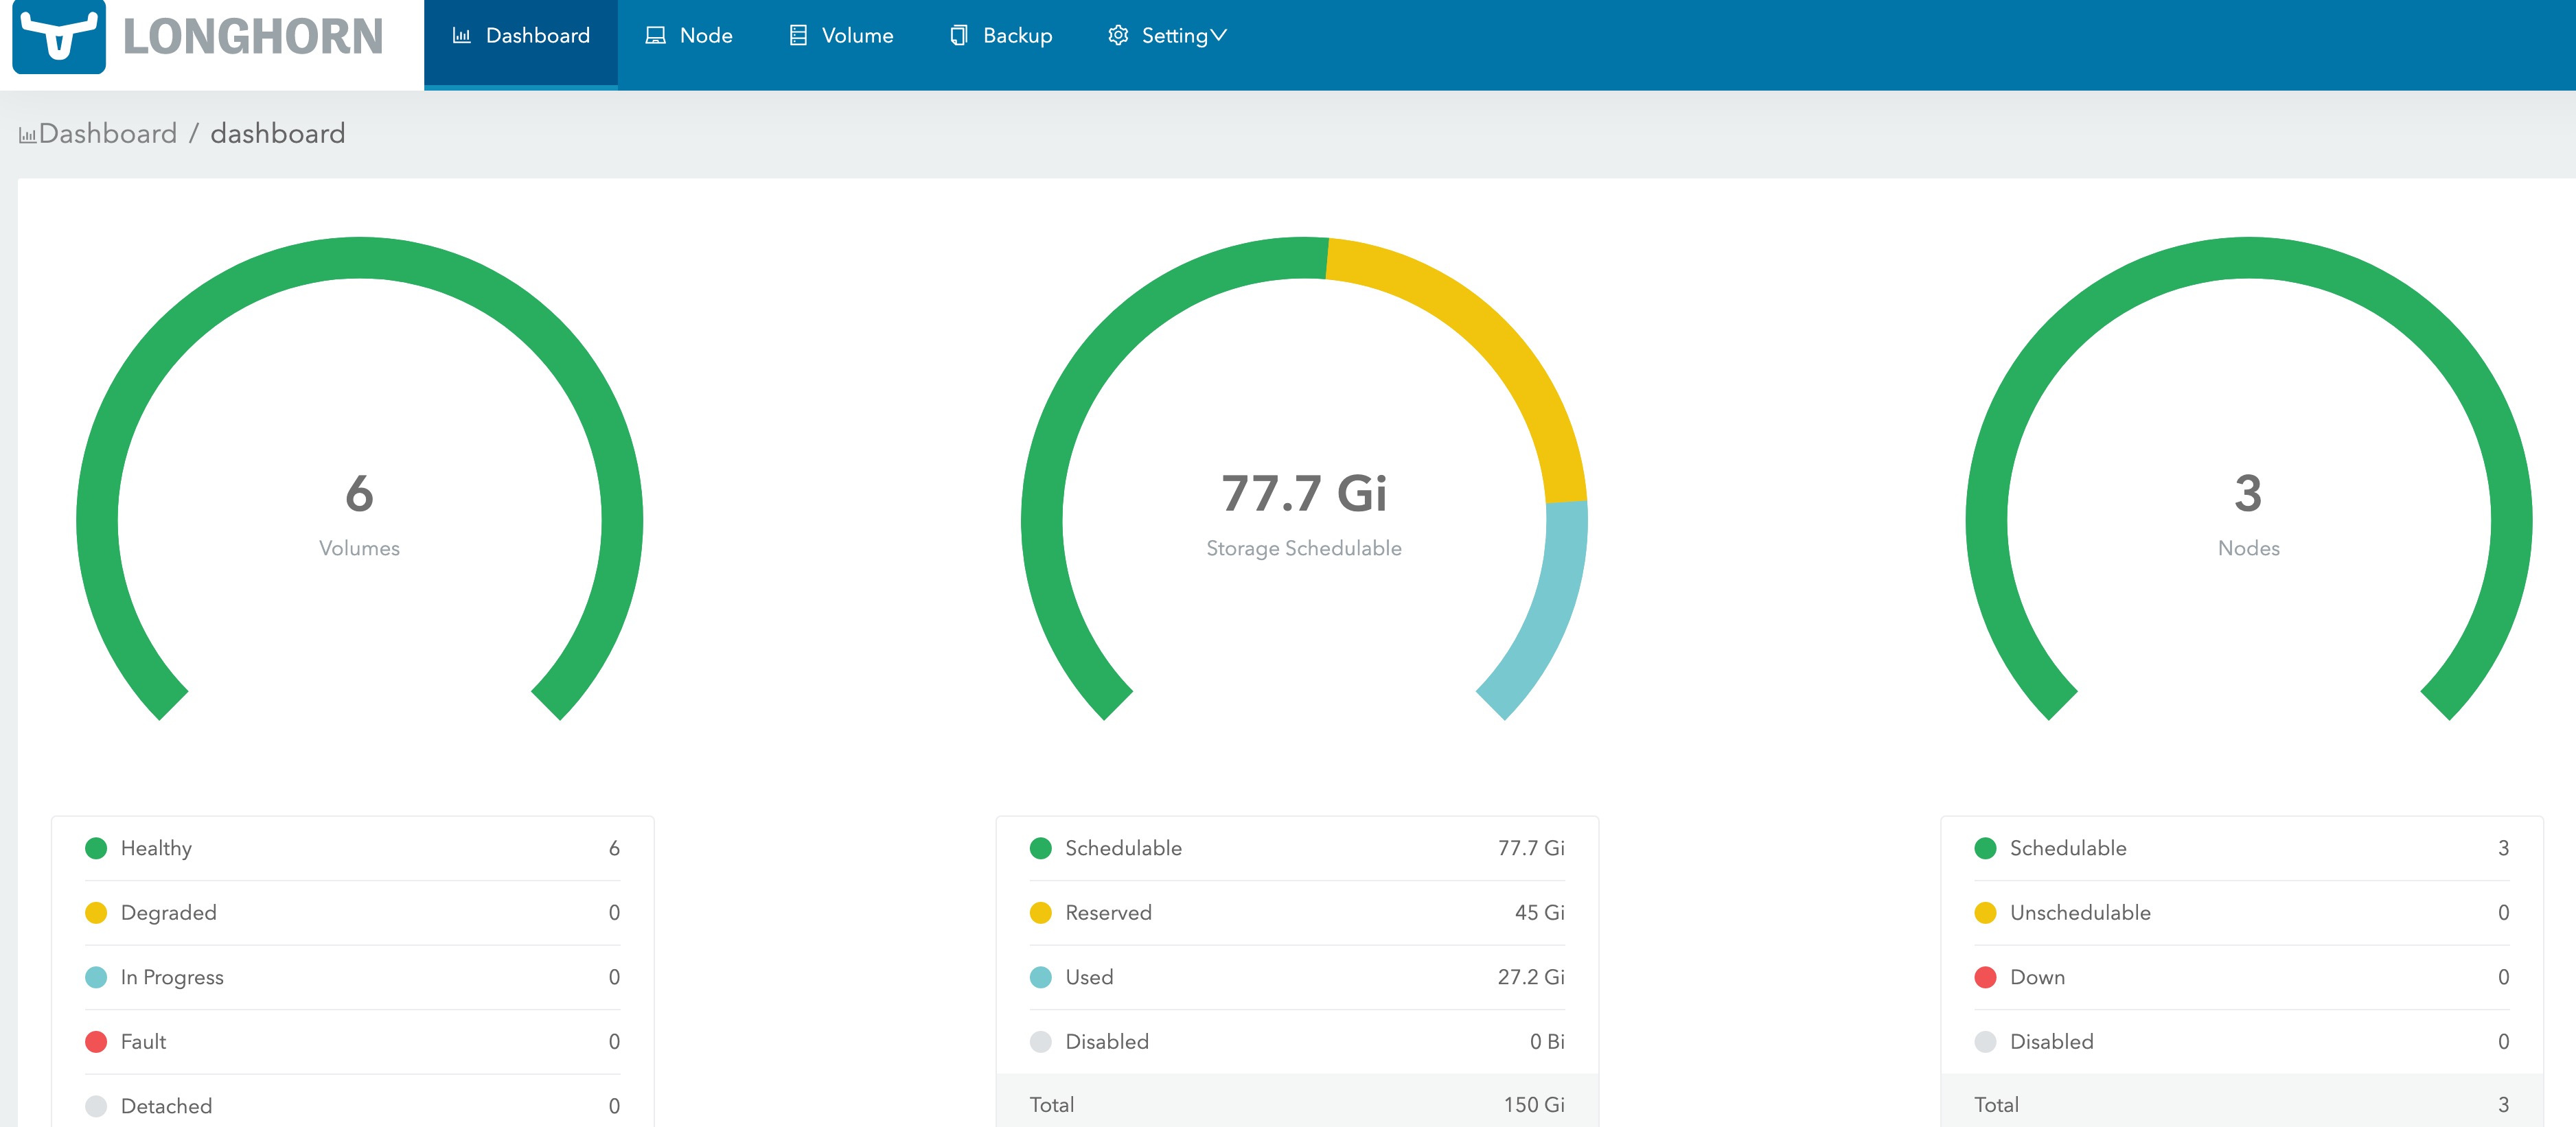 LONGHORN
Dashboard Node Volume Backup Setting
Dashboard / dashboard
6
Volumes
77.7 Gi
Storage Schedulable
3
Nodes
Healthy 6
Degraded 0
In Progress 0
Fault 0
Detached 0
Schedulable 77.7 Gi
Reserved 45 Gi
Used 27.2 Gi
Disabled 0 Bi
Total 150 Gi
Schedulable 3
Unschedulable 0
Down 0
Disabled 0
Total 3